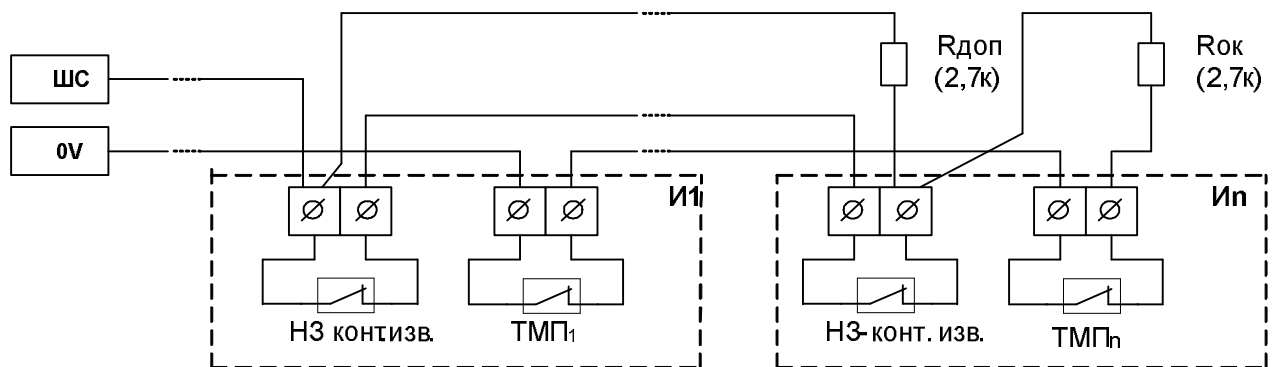 ШС
0V
Rдоп
(2,7к)
Rок
(2,7к)
И1
Иn
НЗ конт.изв.
ТМП1
НЗ- конт. изв.
ТМПn